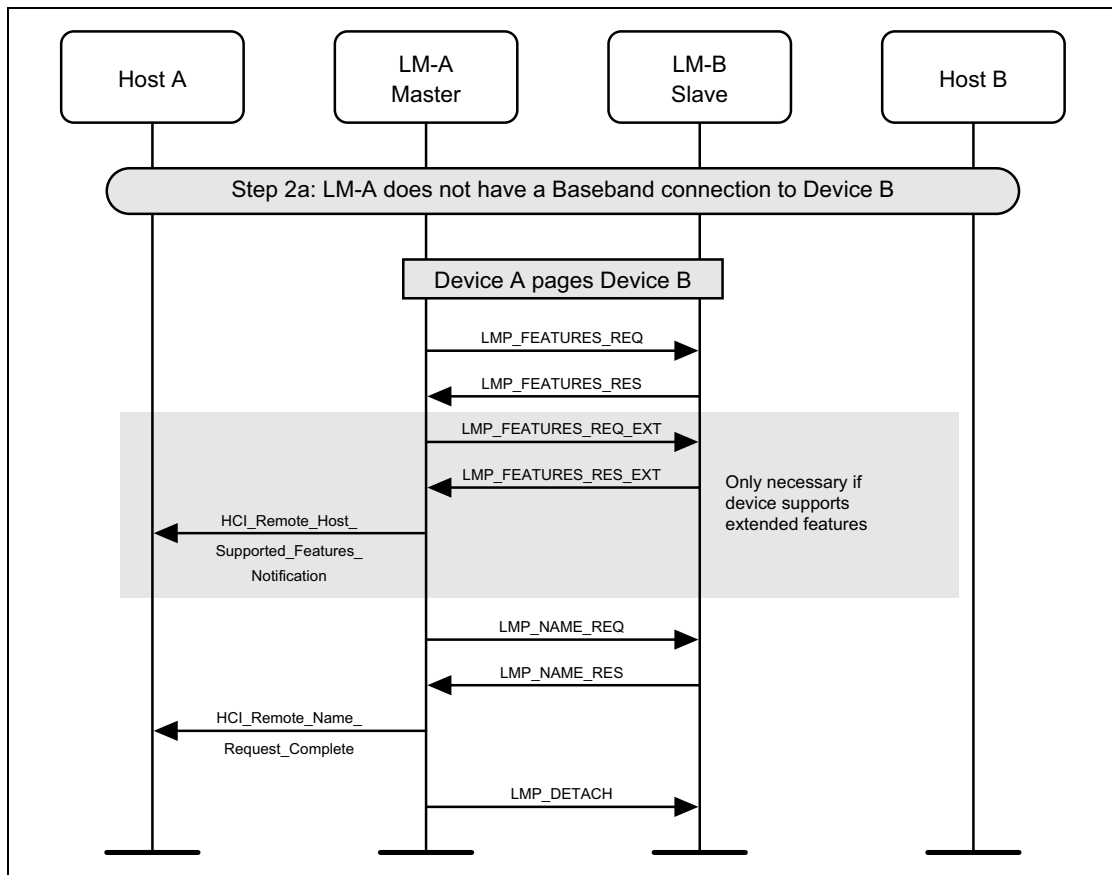 Host A
LM-A
Master
LM-B
Slave
Host B
Step 2a: LM-A does not have a Baseband connection to Device B
Device A pages Device B
LMP_FEATURES_REQ
LMP_FEATURES_RES
LMP_FEATURES_REQ_EXT
LMP_FEATURES_RES_EXT
Only necessary if
device supports
extended features
HCI_Remote_Host_
Supported_Features_
Notification
LMP_NAME_REQ
LMP_NAME_RES
HCI_Remote_Name_
Request_Complete
LMP_DETACH